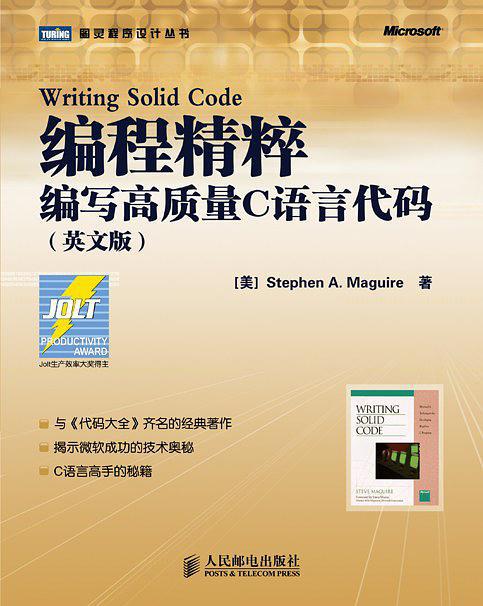 TURING 图灵程序设计丛书
Microsoft
Writing Solid Code
编程精粹
编写高质量C语言代码
（英文版）
[美] Stephen A. Maguire 著
JOLT
PRODUCTIVITY
AWARD
Jolt生产效率大奖得主
与《代码大全》齐名的经典著作
揭示微软成功的技术奥秘
C语言高手的秘籍
WRITING
SOLID
CODE
STEVE MAGUIRE
人民邮电出版社
POSTS & TELECOM PRESS